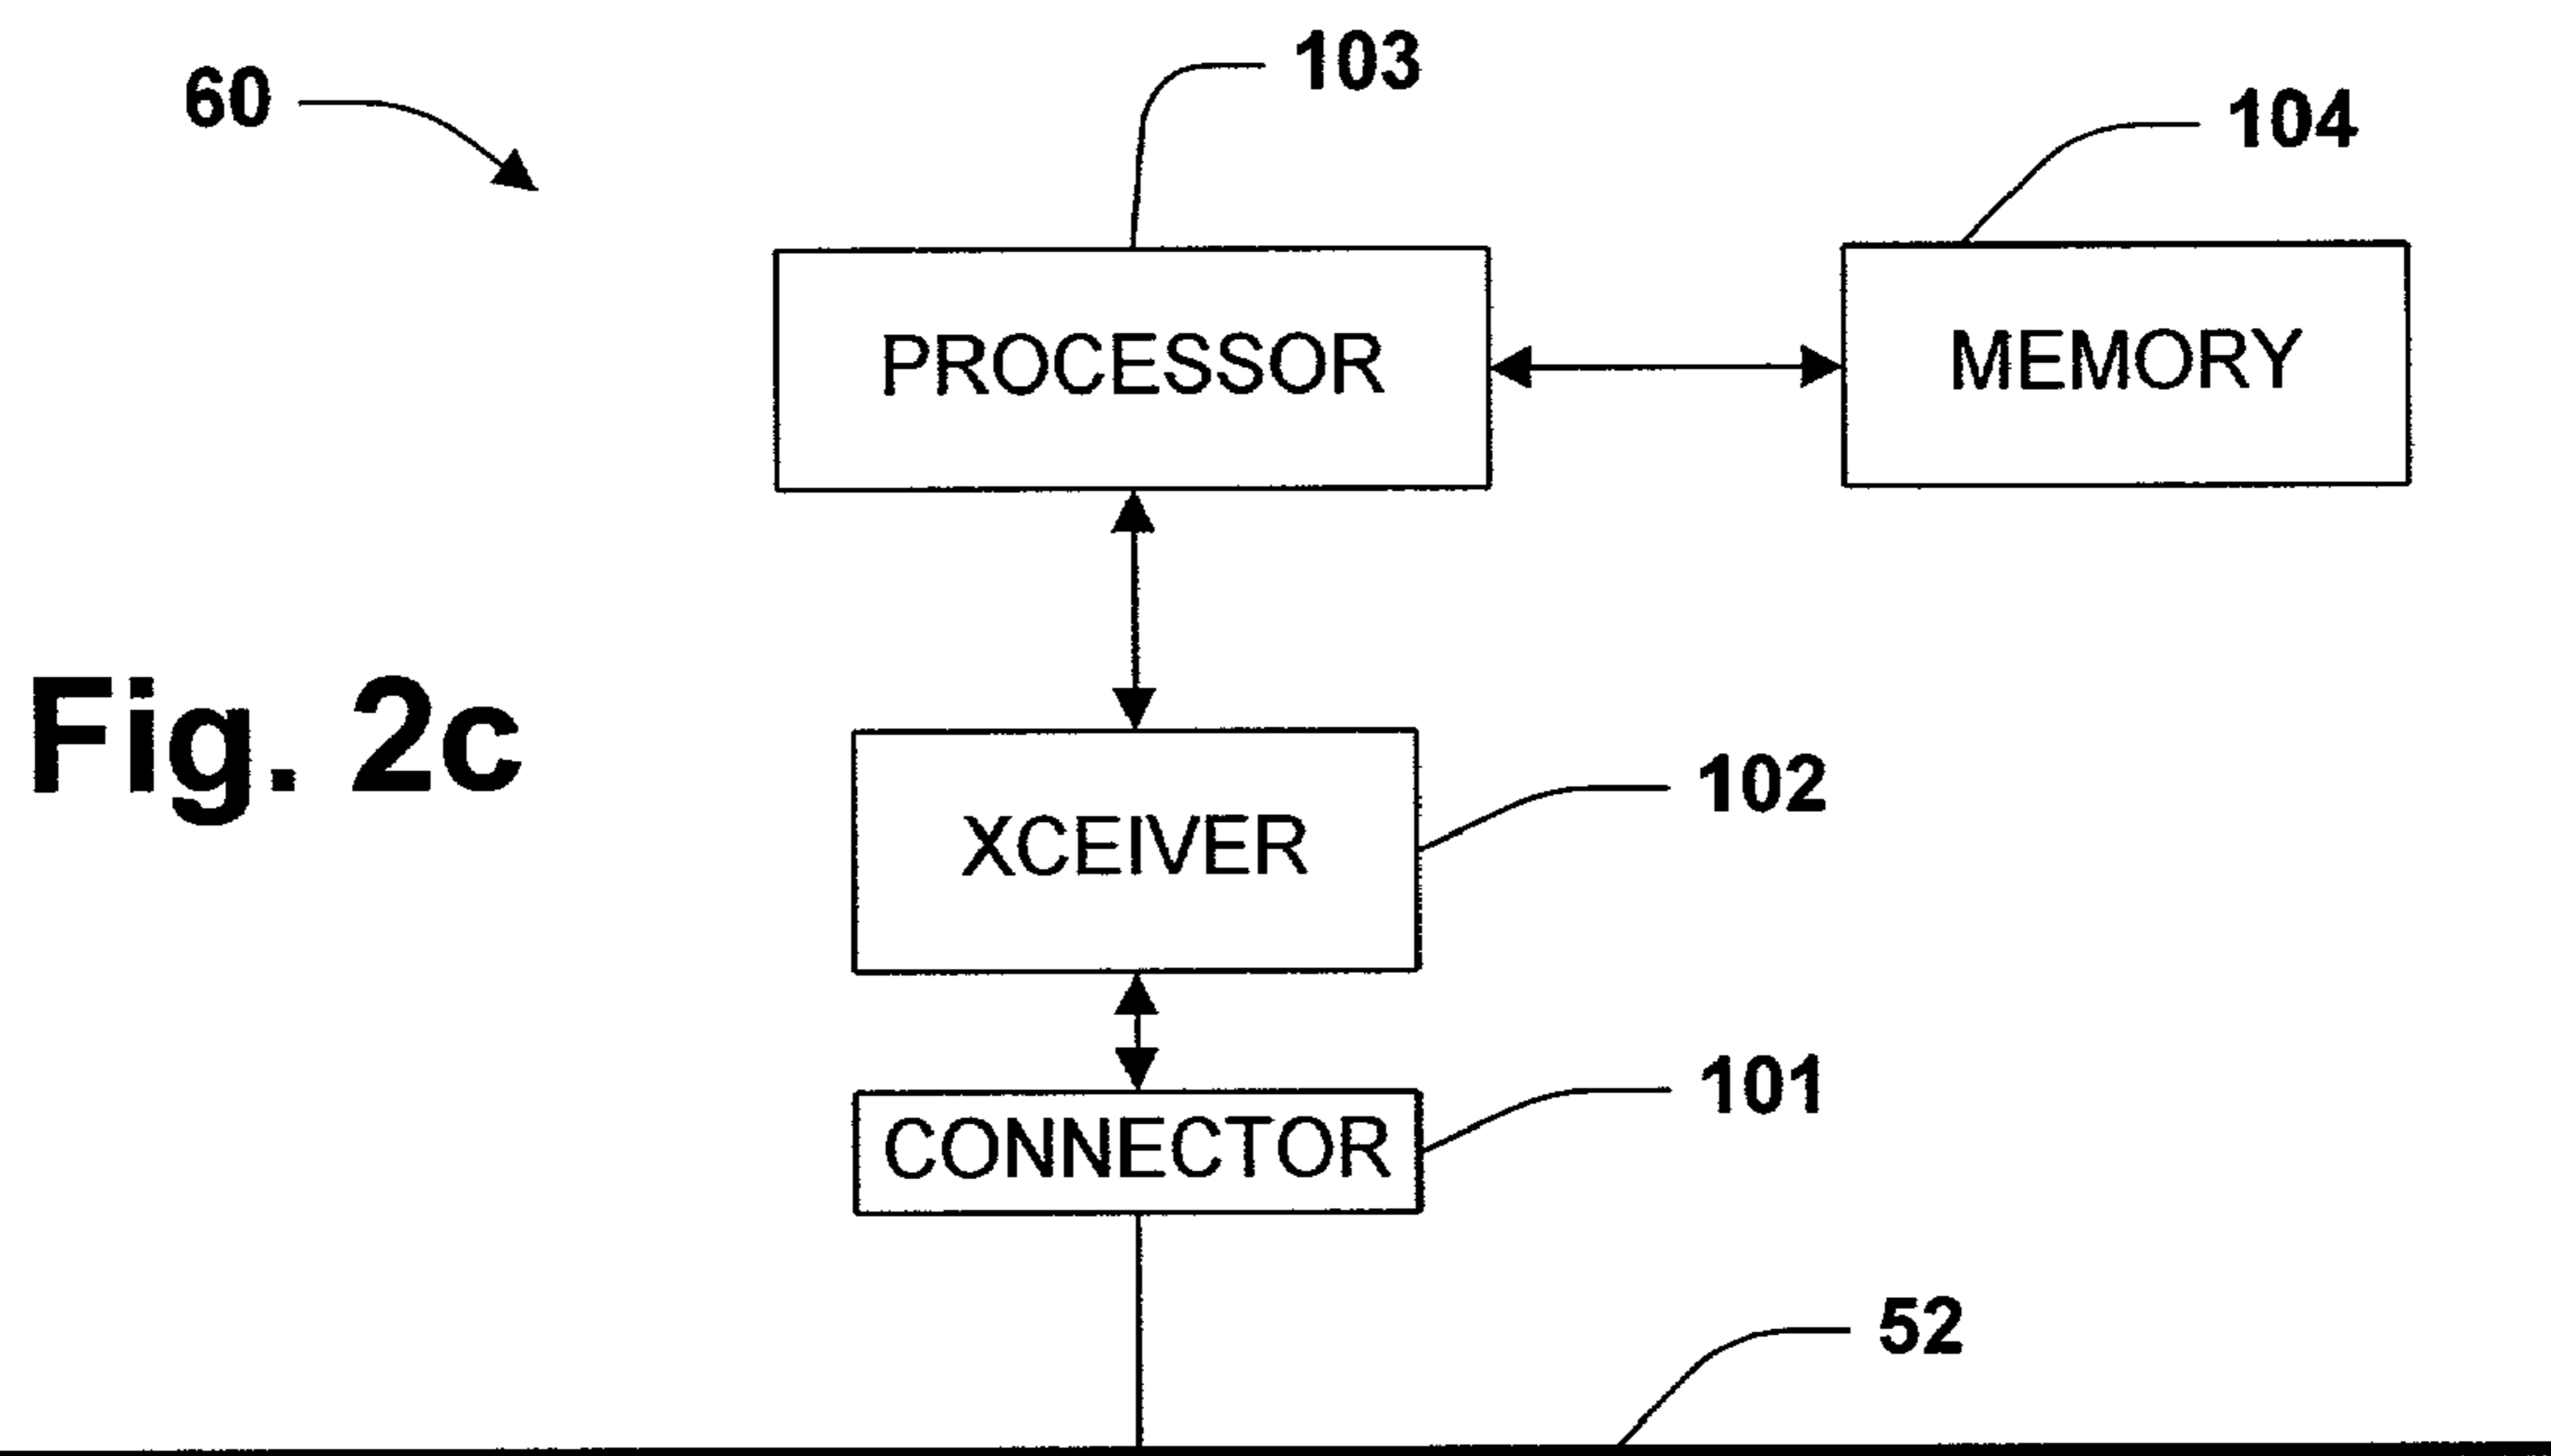 103
60
104
PROCESSOR
MEMORY
Fig. 2c
102
XCEIVER
101
CONNECTOR
52